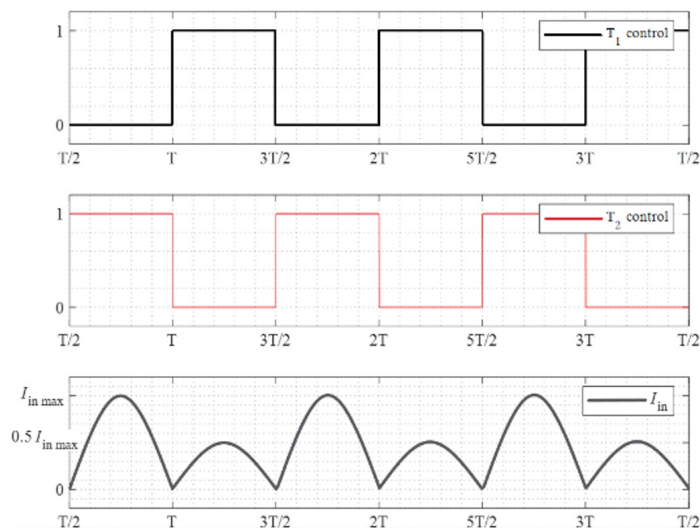 1
T1 control
0
T/2 T 3T/2 2T 5T/2 3T T/2
1
T2 control
0
T/2 T 3T/2 2T 5T/2 3T T/2
Iin max
Iin
0.5 Iin max
0
T/2 T 3T/2 2T 5T/2 3T T/2